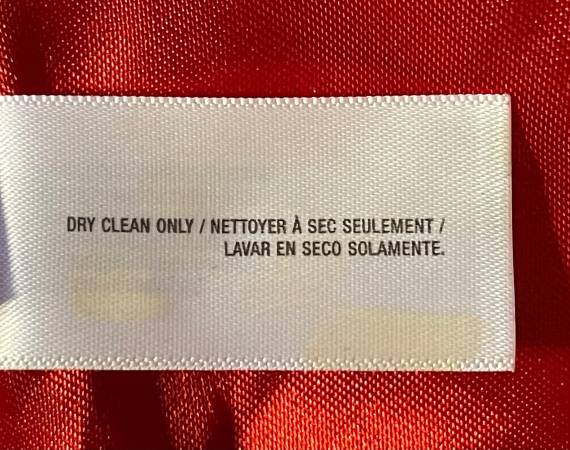 DRY CLEAN ONLY / NETTOYER À SEC SEULEMENT /
LAVAR EN SECO SOLAMENTE.